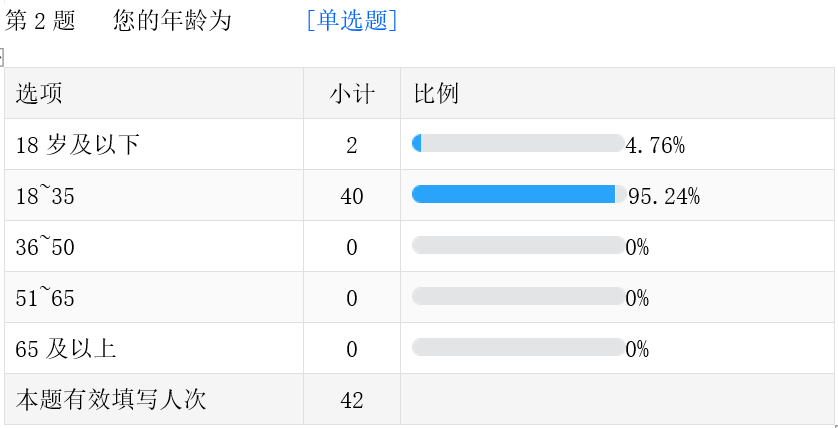 第 2 题 您的年龄为 [单选题]
选项 小计 比例
18 岁及以下 2 4.76%
18~35 40 95.24%
36~50 0 0%
51~65 0 0%
65 及以上 0 0%
本题有效填写人次 42